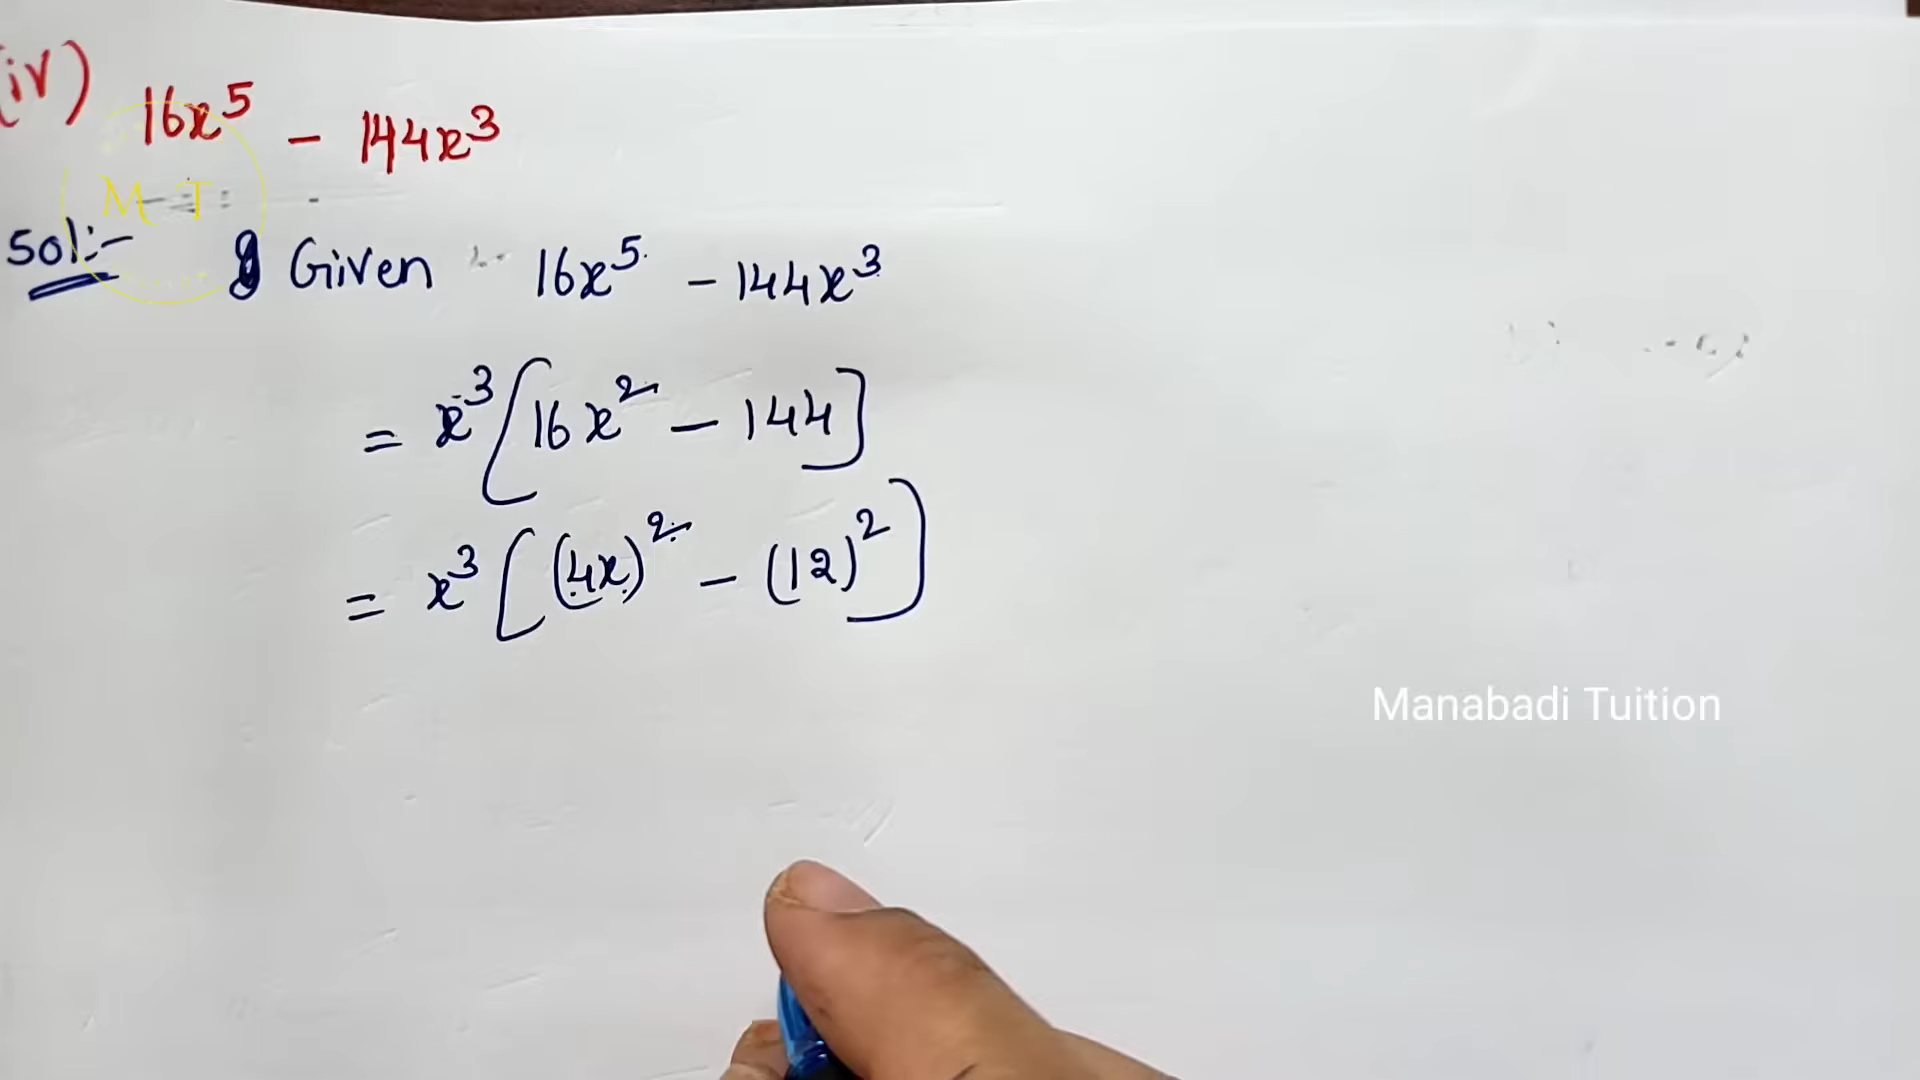 (iv) 16x⁵ - 144x³
M T
Sol:- Given 16x⁵ - 144x³
= x³[16x² - 144]
= x³[(4x)² - (12)²]
Manabadi Tuition